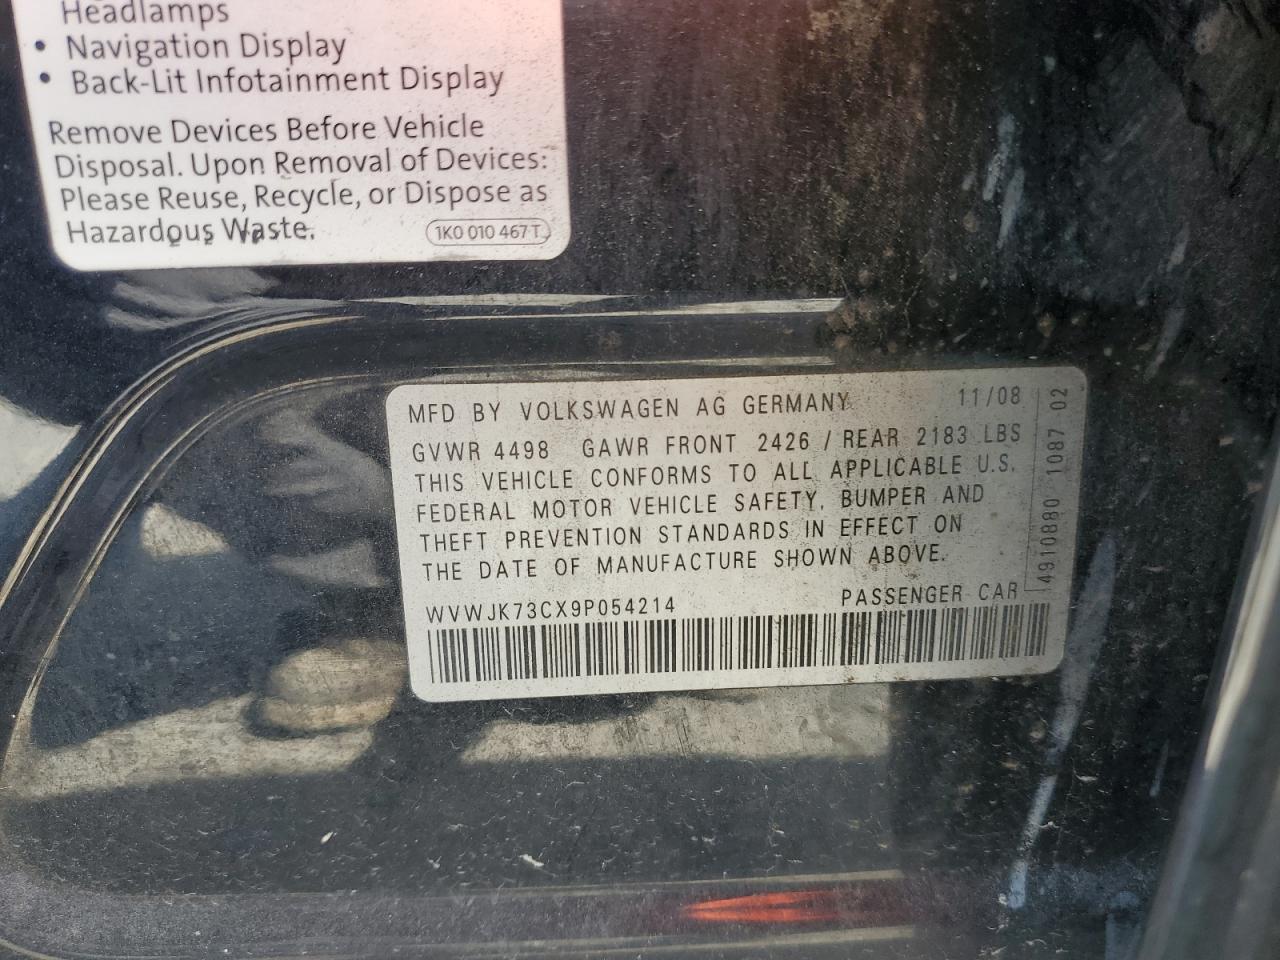 Headlamps
• Navigation Display
• Back-Lit Infotainment Display
Remove Devices Before Vehicle
Disposal. Upon Removal of Devices:
Please Reuse, Recycle, or Dispose as
Hazardous Waste.
1K0 010 467 T
MFD BY VOLKSWAGEN AG GERMANY 11/08
GVWR 4498 GAWR FRONT 2426 / REAR 2183 LBS
THIS VEHICLE CONFORMS TO ALL APPLICABLE U.S.
FEDERAL MOTOR VEHICLE SAFETY, BUMPER AND
THEFT PREVENTION STANDARDS IN EFFECT ON
THE DATE OF MANUFACTURE SHOWN ABOVE.
WVWJK73CX9P054214 PASSENGER CAR
4910880 1087 02